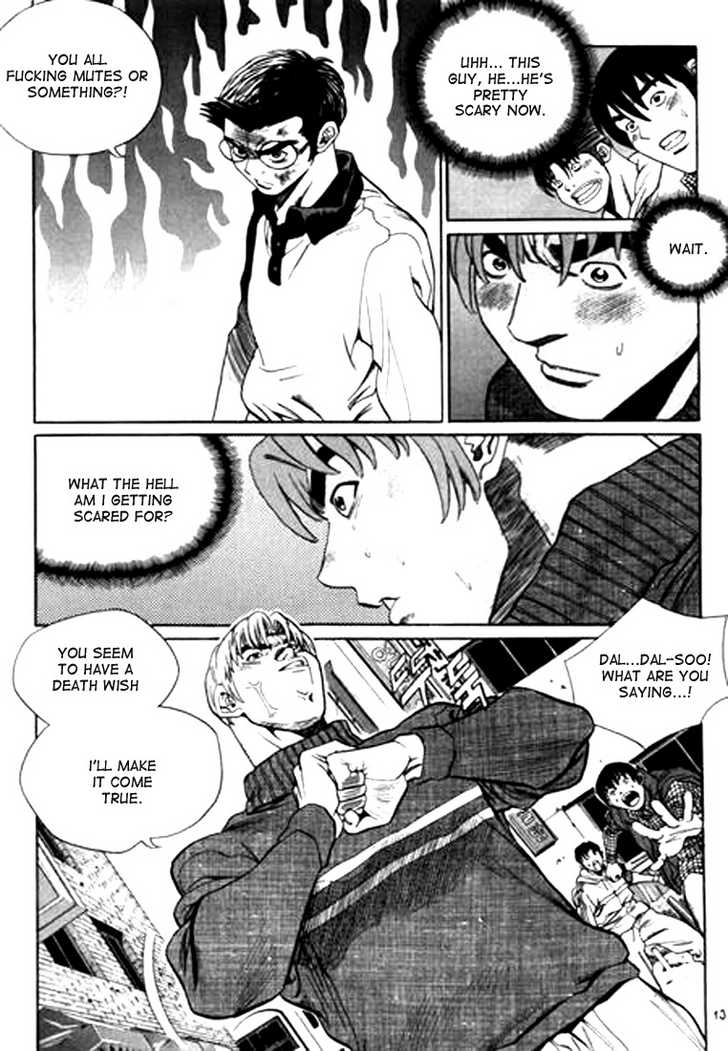 YOU ALL
FUCKING MUTES OR
SOMETHING?!
UHH... THIS
GUY, HE...HE'S
PRETTY
SCARY NOW.
WAIT.
WHAT THE HELL
AM I GETTING
SCARED FOR?
YOU SEEM
TO HAVE A
DEATH WISH
I'LL MAKE
IT COME
TRUE.
DAL...DAL-SOO!
WHAT ARE YOU
SAYING...!
13